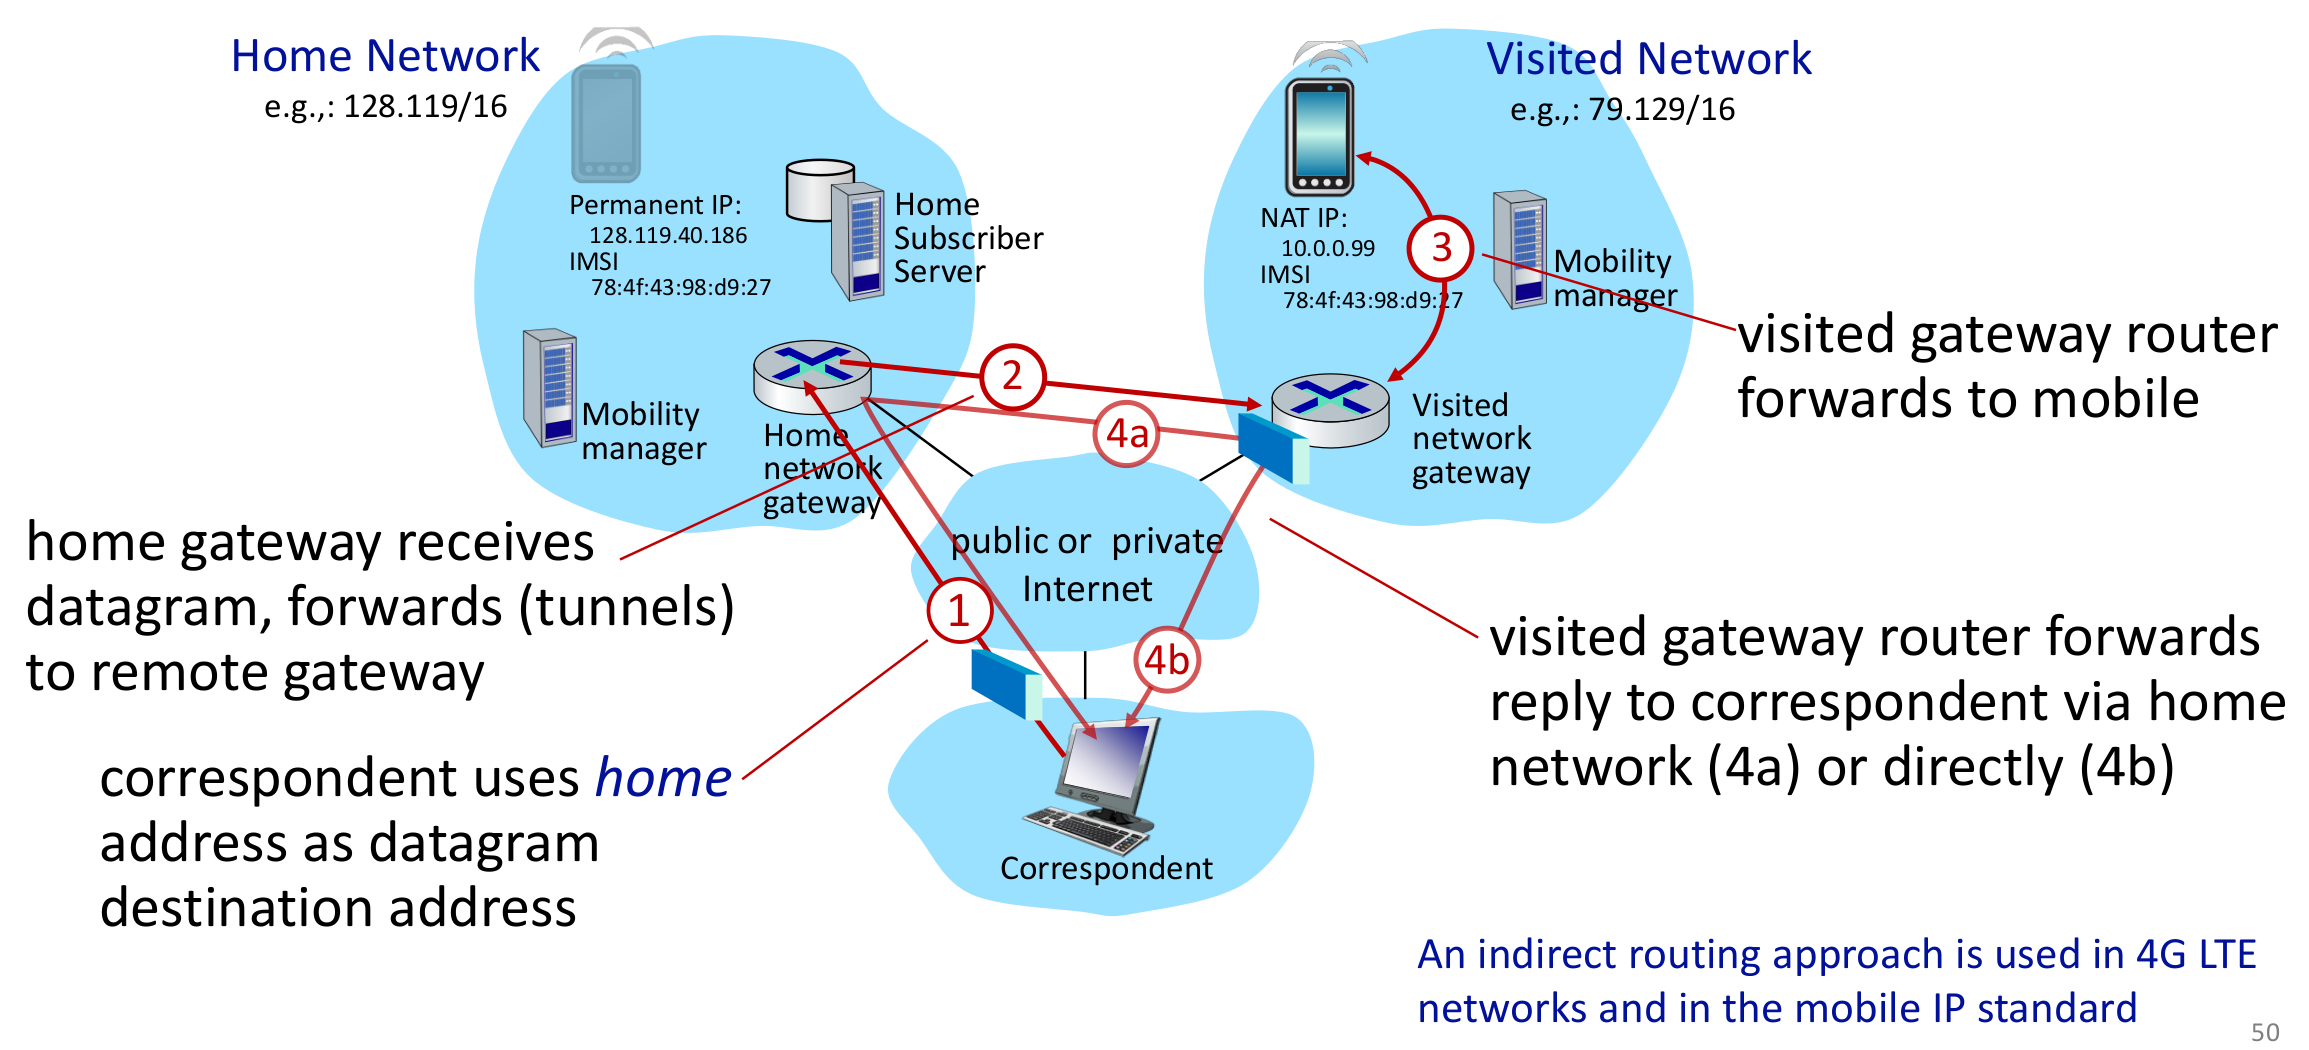 Home Network
e.g.,: 128.119/16
Visited Network
e.g.,: 79.129/16
Permanent IP:
128.119.40.186
IMSI
78:4f:43:98:d9:27
Home
Subscriber
Server
NAT IP:
10.0.0.99
IMSI
78:4f:43:98:d9:27
3
Mobility
manager
visited gateway router
forwards to mobile
Mobility
manager
Home
network
gateway
2
4a
Visited
network
gateway
public or  private
Internet
home gateway receives
datagram, forwards (tunnels)
to remote gateway
1
4b
visited gateway router forwards
reply to correspondent via home
network (4a) or directly (4b)
correspondent uses home
address as datagram
destination address
Correspondent
An indirect routing approach is used in 4G LTE
networks and in the mobile IP standard
50